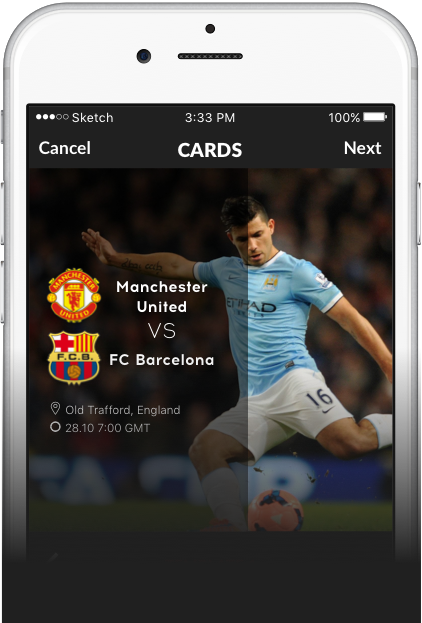 Sketch
3:33 PM
100%
Cancel
CARDS
Next
MANCHESTER
UNITED
Manchester
United
VS
F.C.B.
FC Barcelona
ETIHAD
16
Old Trafford, England
28.10 7:00 GMT